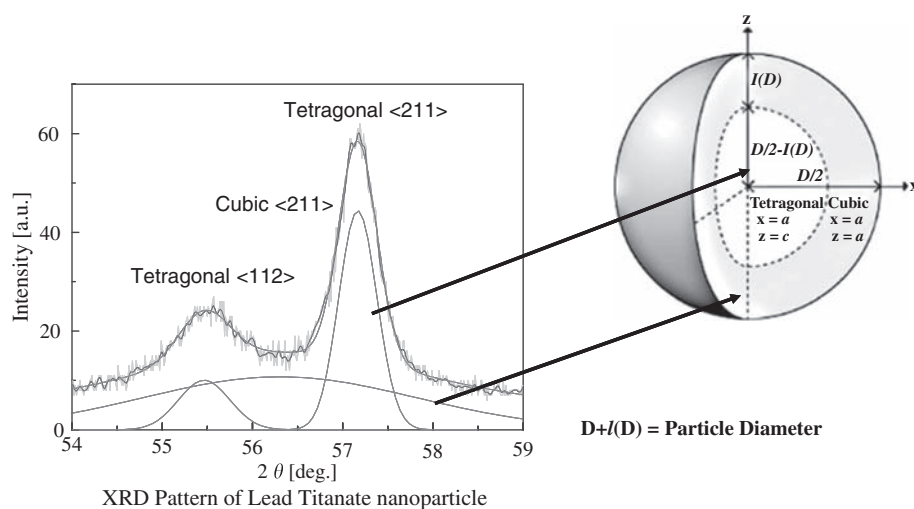 z
I(D)
D/2-I(D)
D/2
x
Tetragonal Cubic
x = a x = a
z = c z = a
Tetragonal <211>
Cubic <211>
Tetragonal <112>
Intensity [a.u.]
60
40
20
0
54 55 56 57 58 59
2 θ [deg.]
D+l(D) = Particle Diameter
XRD Pattern of Lead Titanate nanoparticle